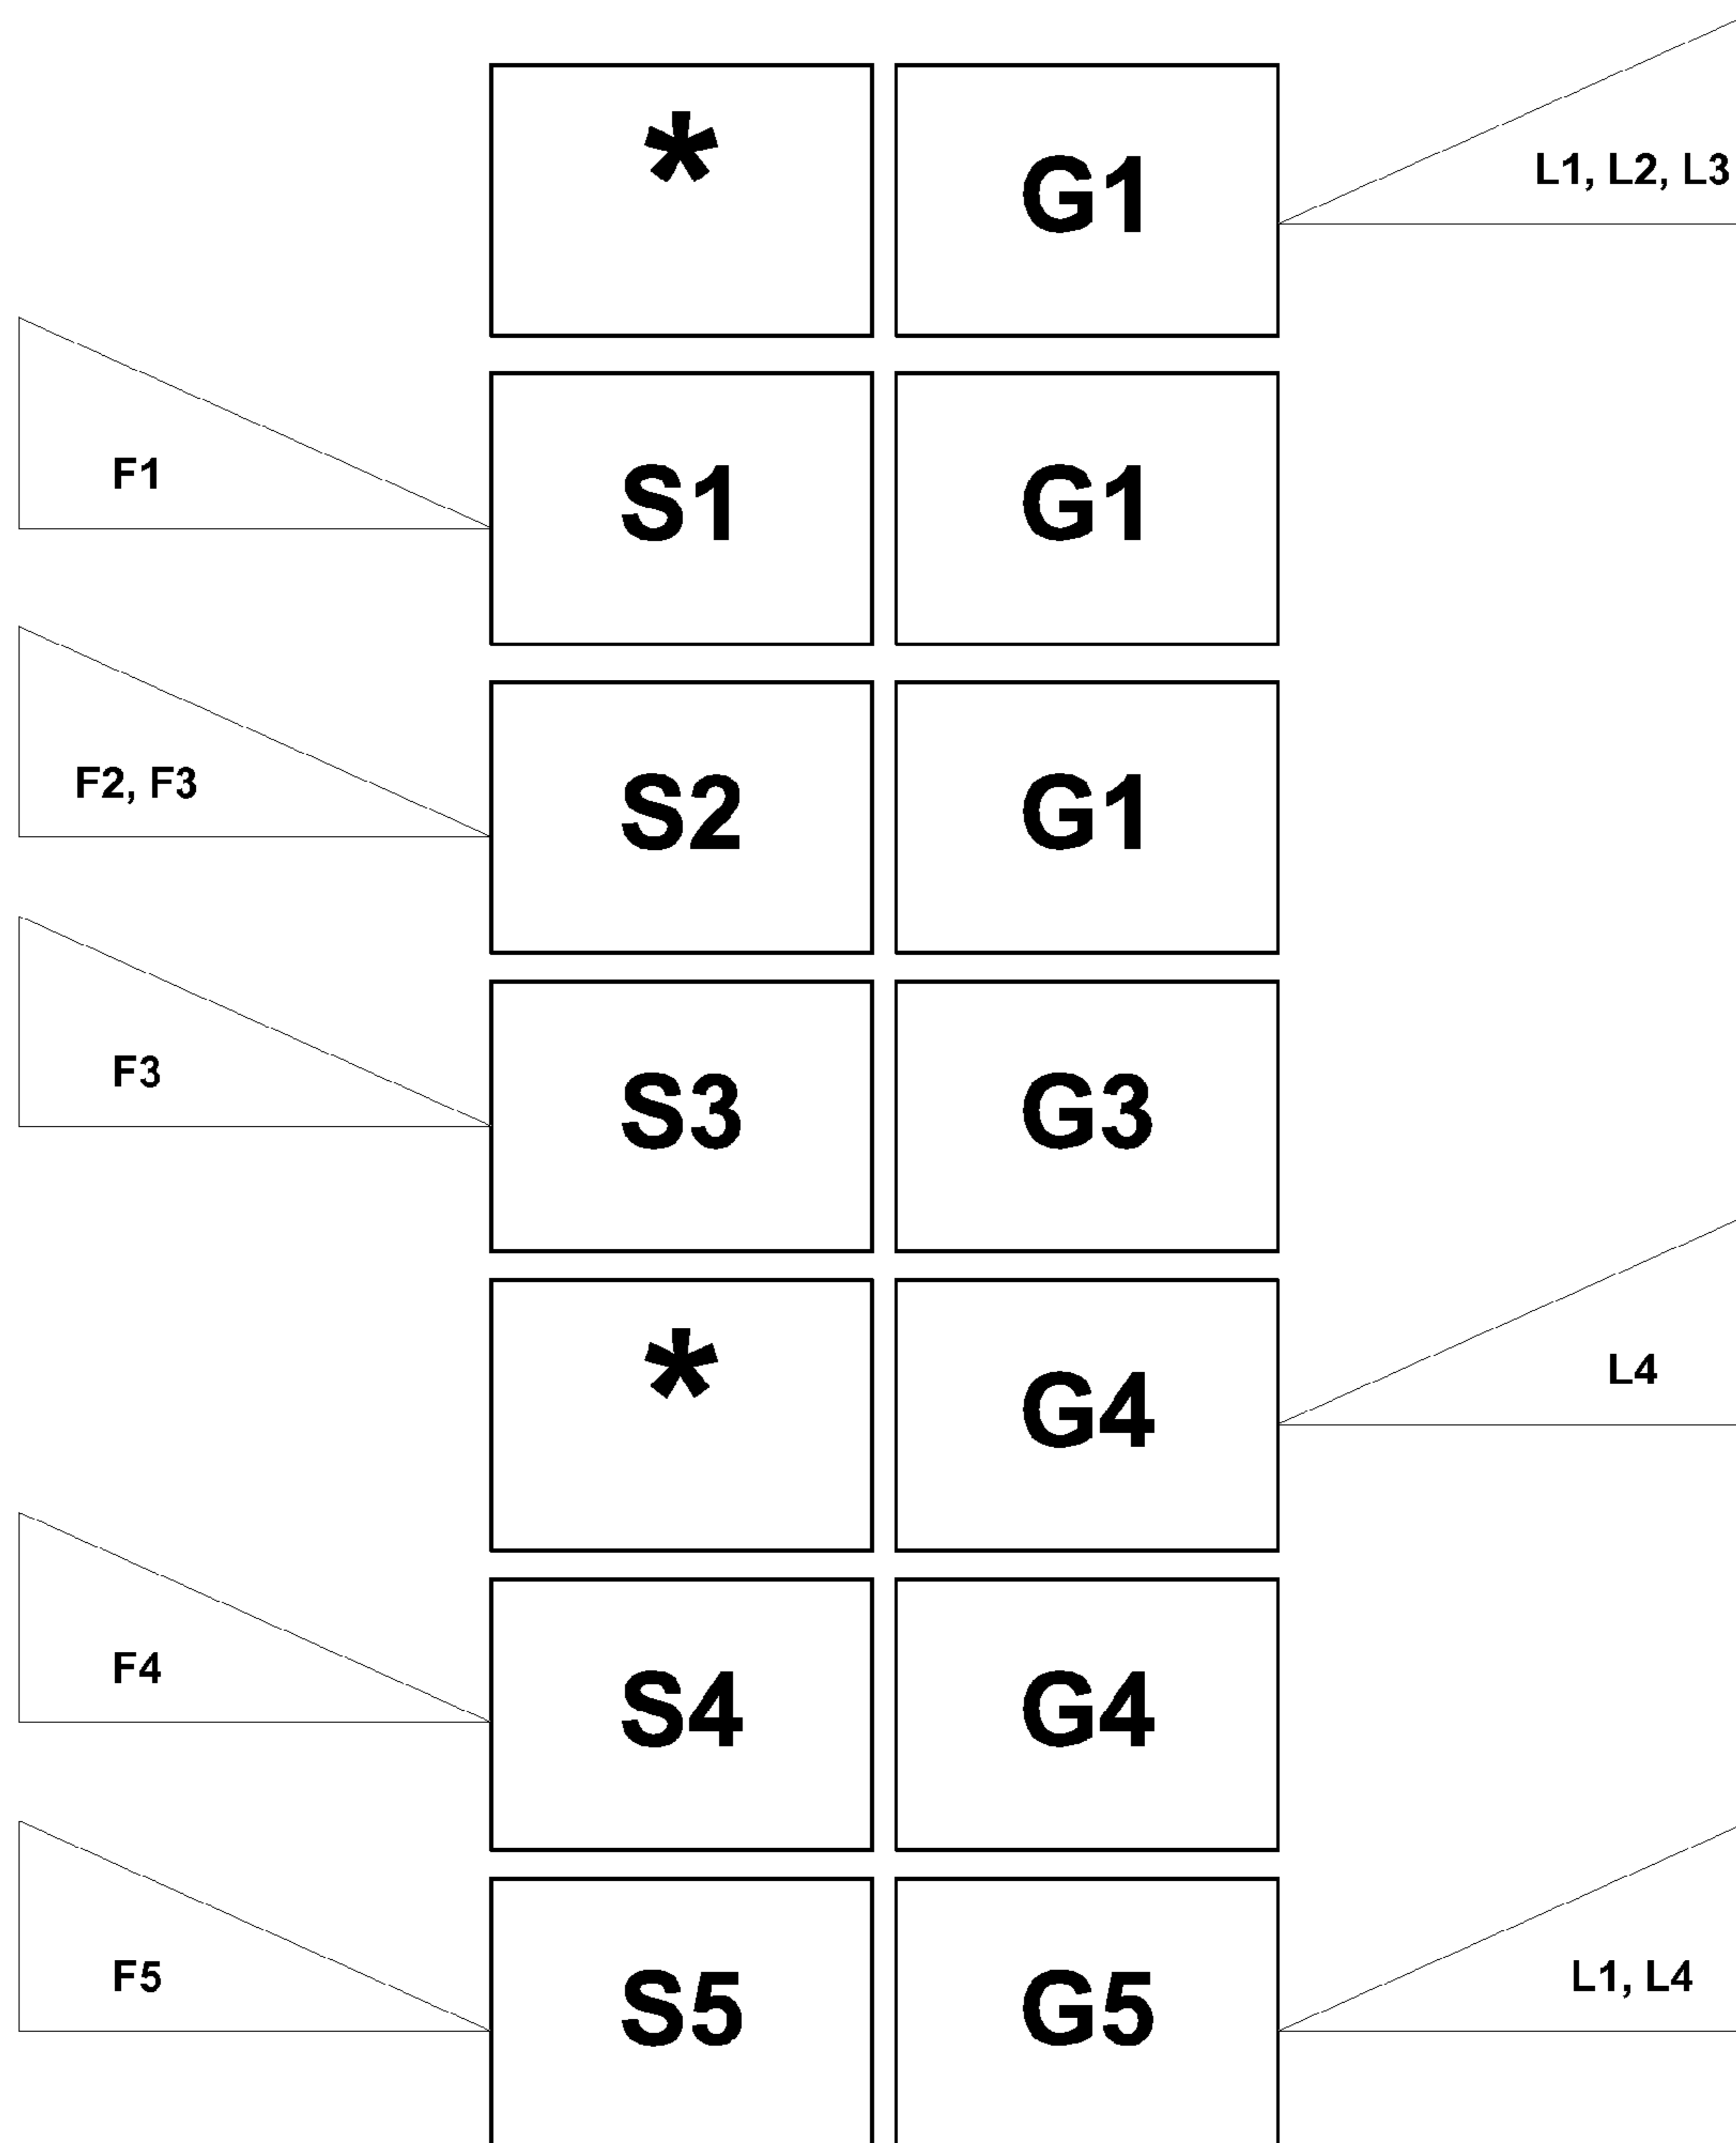 * G1 L1, L2, L3
F1 S1 G1
F2, F3 S2 G1
F3 S3 G3
* G4 L4
F4 S4 G4
F5 S5 G5 L1, L4